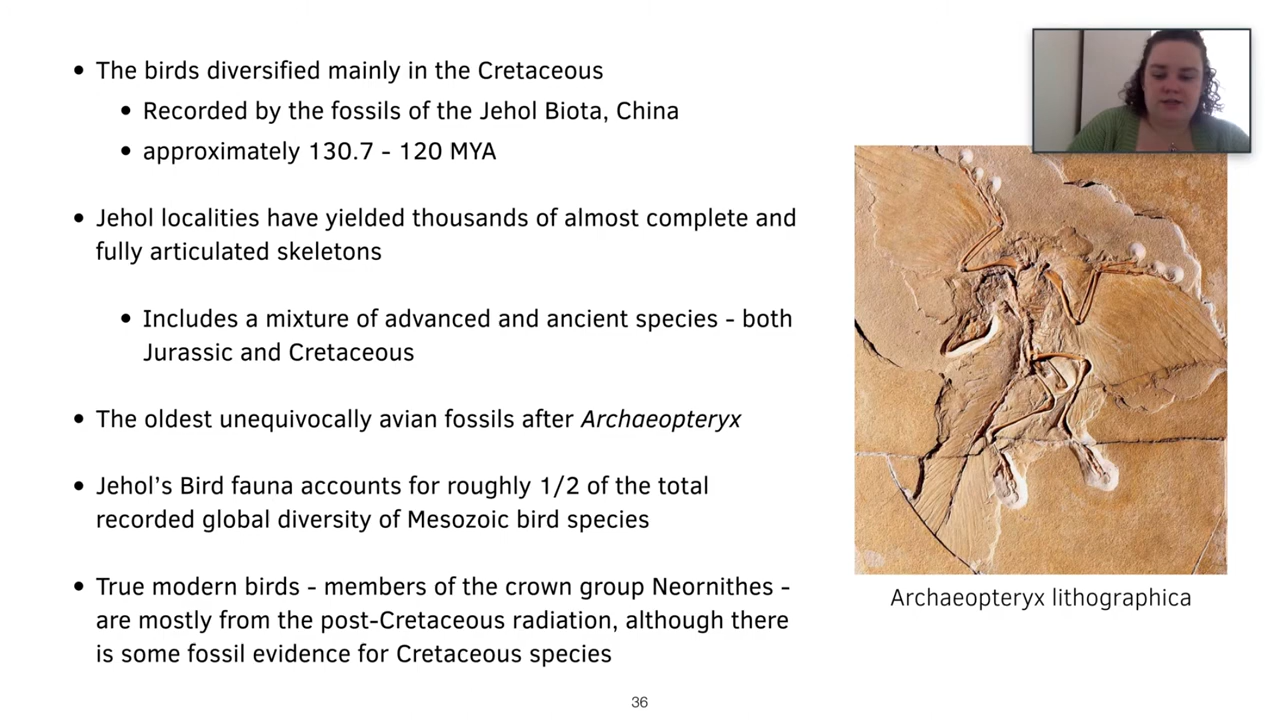 • The birds diversified mainly in the Cretaceous
• Recorded by the fossils of the Jehol Biota, China
• approximately 130.7 - 120 MYA
• Jehol localities have yielded thousands of almost complete and
fully articulated skeletons
• Includes a mixture of advanced and ancient species - both
Jurassic and Cretaceous
• The oldest unequivocally avian fossils after Archaeopteryx
• Jehol’s Bird fauna accounts for roughly 1/2 of the total
recorded global diversity of Mesozoic bird species
• True modern birds - members of the crown group Neornithes -
are mostly from the post-Cretaceous radiation, although there
is some fossil evidence for Cretaceous species
Archaeopteryx lithographica
36